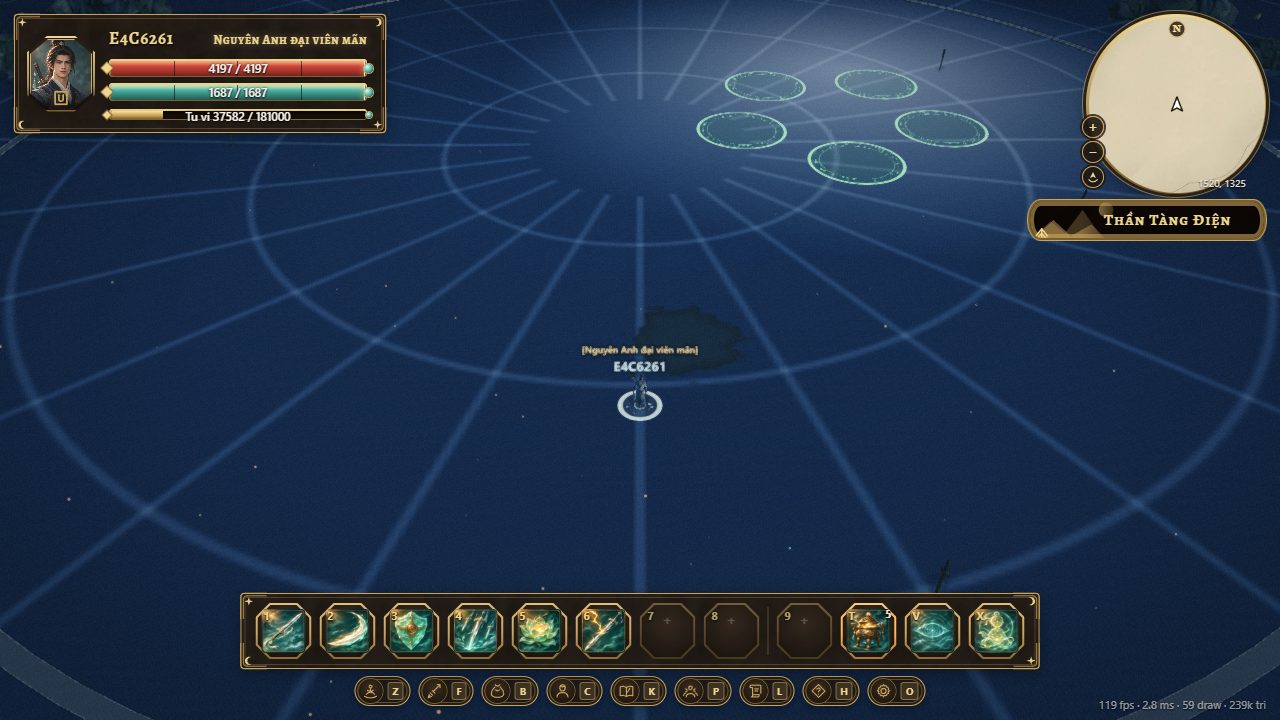 E4C6261
Nguyên Anh đại viên mãn
4197 / 4197
U
1687 / 1687
Tu vi 37582 / 181000
N
1520, 1325
Thần Tàng Điện
[Nguyên Anh đại viên mãn]
E4C6261
1 2 3 4 5 6 7 8 9 T 5 V X
Z F B C K P L H O
119 fps · 2.8 ms · 59 draw · 239k tri